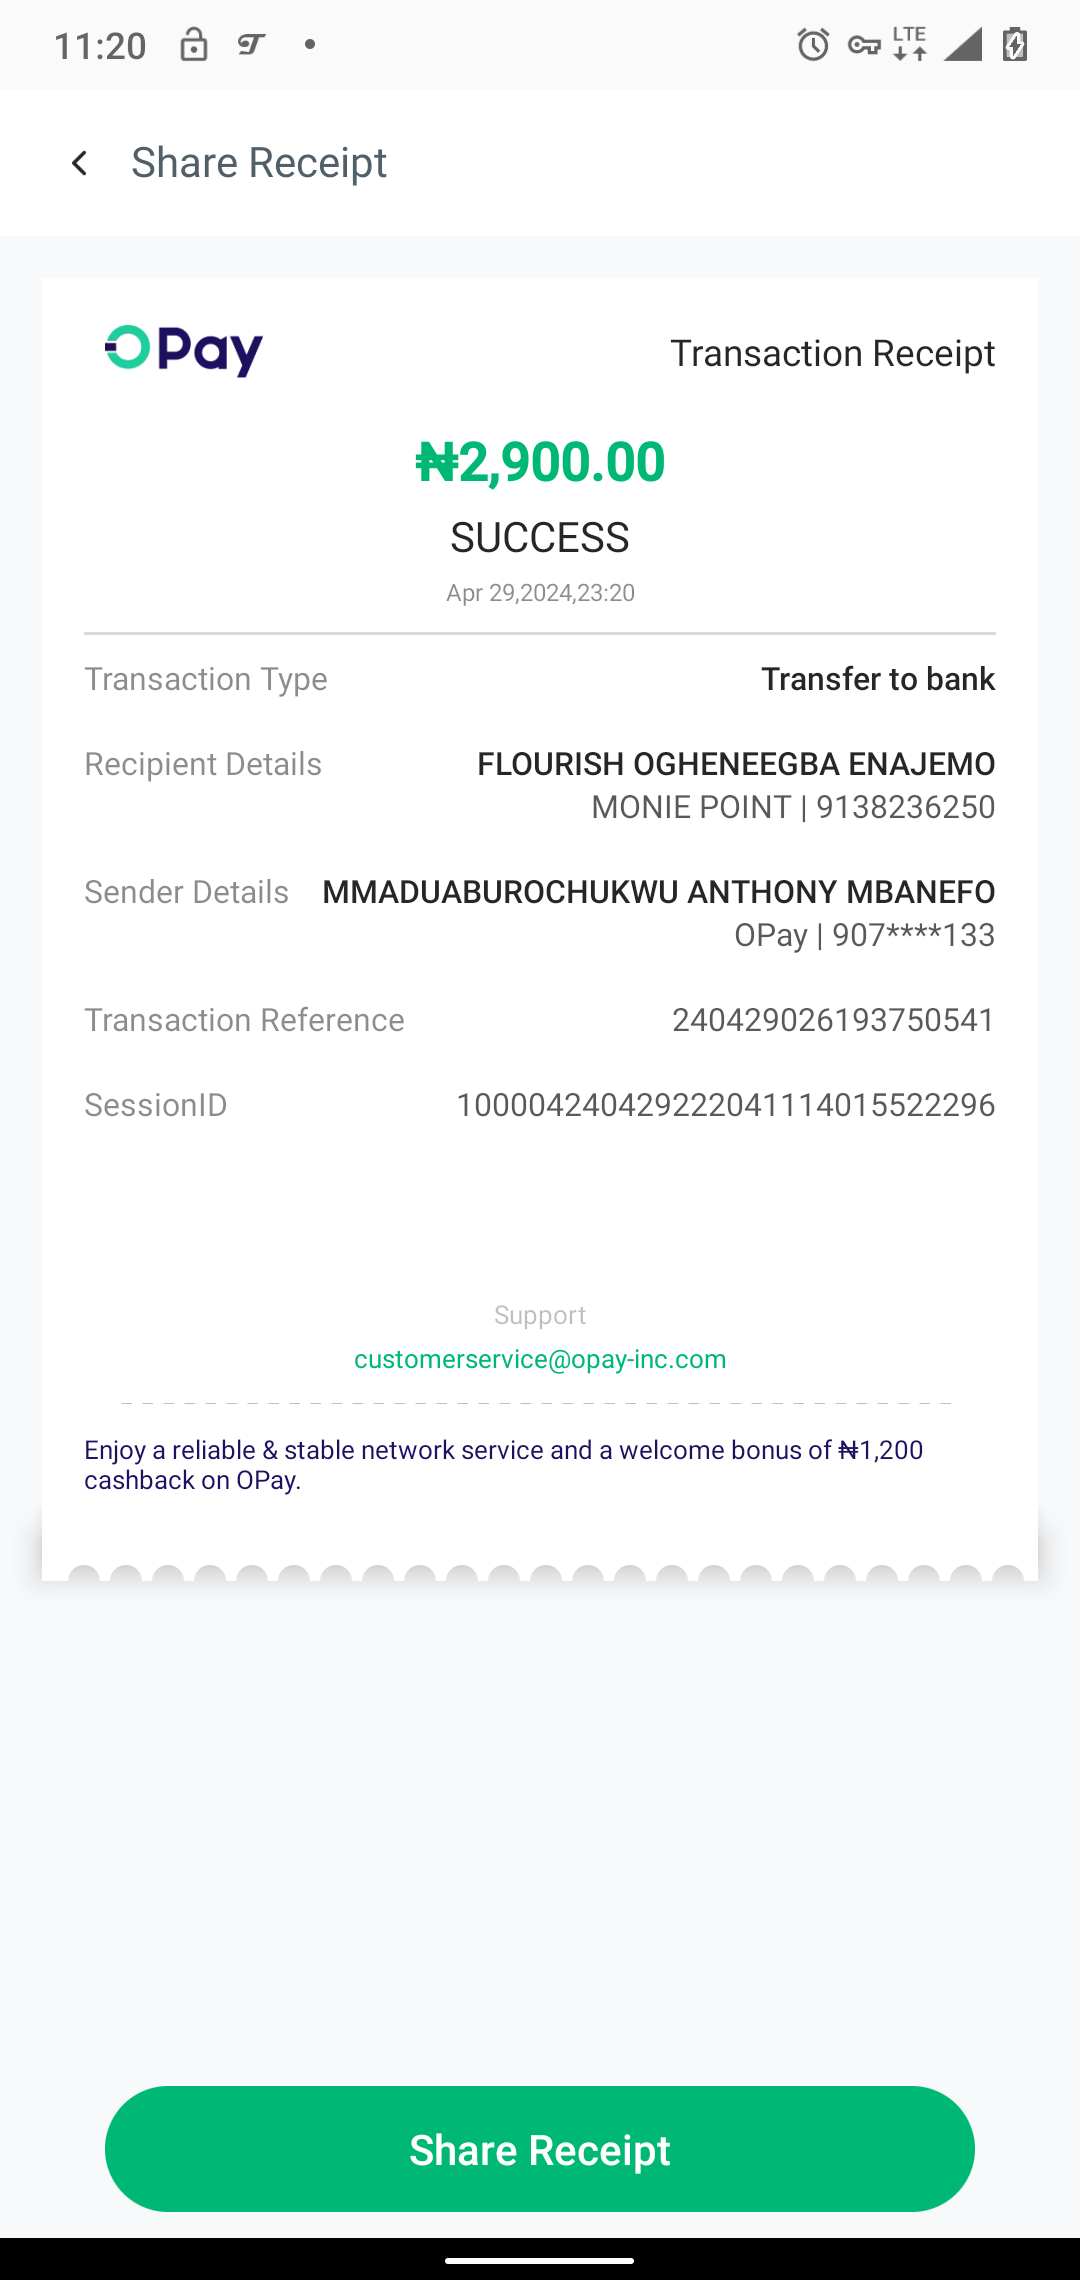 11:20
LTE
Share Receipt
OPay
Transaction Receipt
₦2,900.00
SUCCESS
Apr 29,2024,23:20
Transaction Type Transfer to bank
Recipient Details FLOURISH OGHENEEGBA ENAJEMO
MONIE POINT | 9138236250
Sender Details MMADUABUROCHUKWU ANTHONY MBANEFO
OPay | 907****133
Transaction Reference 240429026193750541
SessionID 100004240429222041114015522296
Support
customerservice@opay-inc.com
Enjoy a reliable & stable network service and a welcome bonus of ₦1,200
cashback on OPay.
Share Receipt